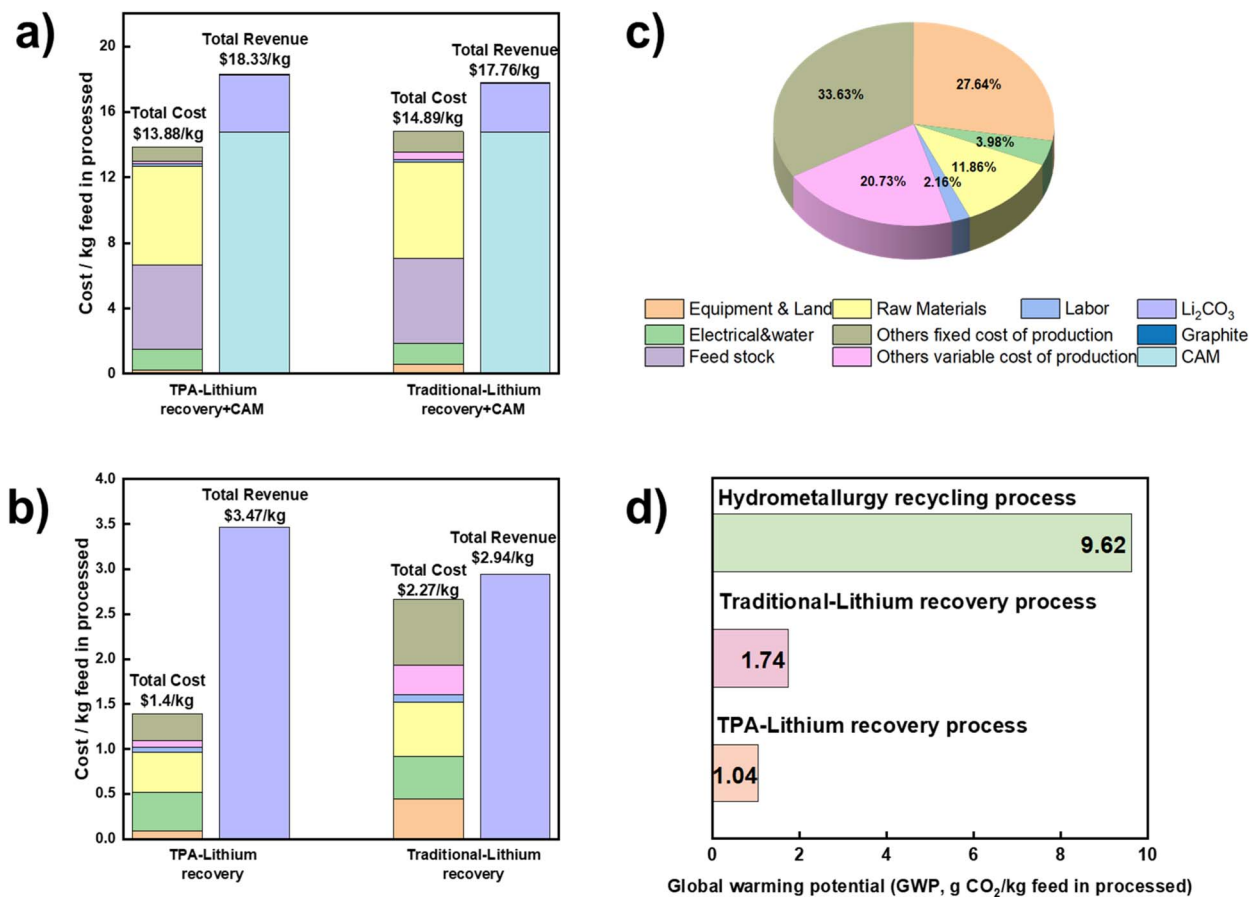 a)
Cost / kg feed in processed
20
16
12
8
4
0
Total Cost
$13.88/kg
Total Revenue
$18.33/kg
Total Cost
$14.89/kg
Total Revenue
$17.76/kg
TPA-Lithium
recovery+CAM
Traditional-Lithium
recovery+CAM
c)
33.63%
27.64%
3.98%
11.86%
2.16%
20.73%
Equipment & Land
Raw Materials
Labor
Li₂CO₃
Electrical&water
Others fixed cost of production
Graphite
Feed stock
Others variable cost of production
CAM
b)
Cost / kg feed in processed
4.0
3.5
3.0
2.5
2.0
1.5
1.0
0.5
0.0
Total Cost
$1.4/kg
Total Revenue
$3.47/kg
Total Cost
$2.27/kg
Total Revenue
$2.94/kg
TPA-Lithium
recovery
Traditional-Lithium
recovery
d)
Hydrometallurgy recycling process
9.62
Traditional-Lithium recovery process
1.74
TPA-Lithium recovery process
1.04
0 2 4 6 8 10
Global warming potential (GWP, g CO₂/kg feed in processed)